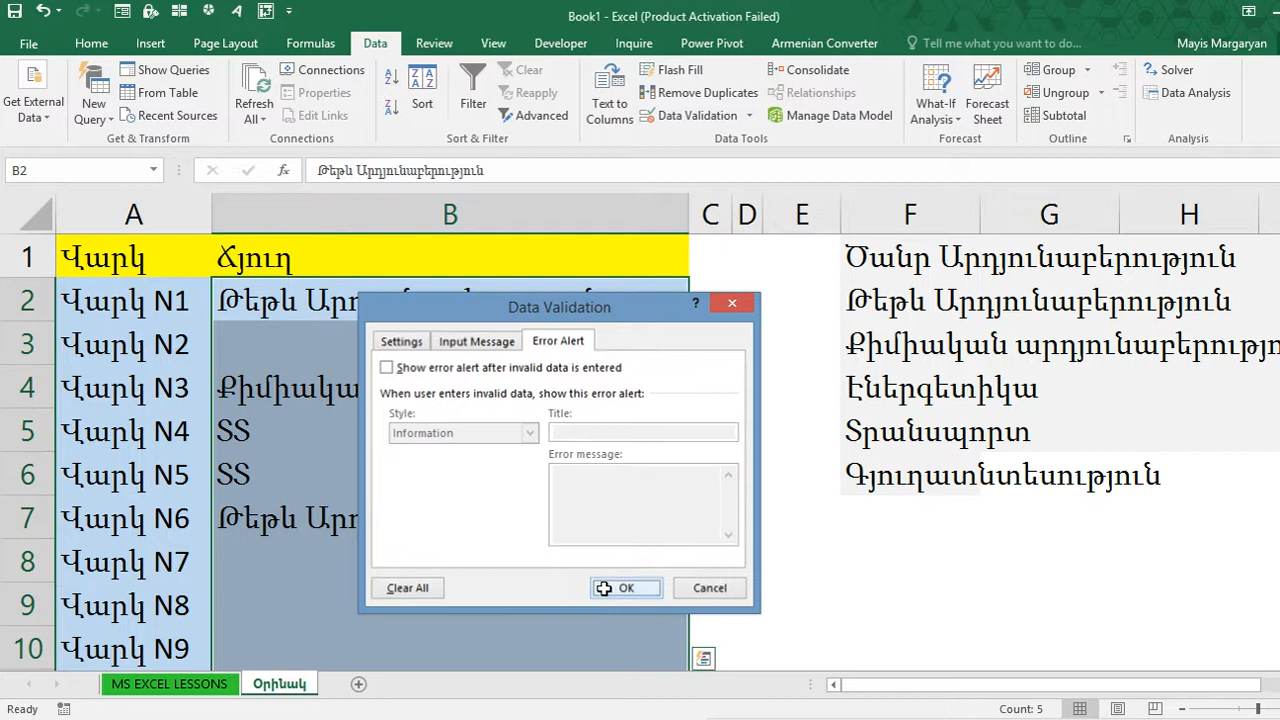 Book1 - Excel (Product Activation Failed)
File Home Insert Page Layout Formulas Data Review View Developer Inquire Power Pivot Armenian Converter Tell me what you want to do... Mayis Margaryan
Get External Data
New Query
Show Queries
From Table
Recent Sources
Get & Transform
Refresh All
Connections
Properties
Edit Links
Connections
Sort
Filter
Clear
Reapply
Advanced
Sort & Filter
Text to Columns
Flash Fill
Remove Duplicates
Data Validation
Consolidate
Relationships
Manage Data Model
Data Tools
What-If Analysis
Forecast Sheet
Forecast
Group
Ungroup
Subtotal
Outline
Solver
Data Analysis
Analysis
B2 fx Թեթև Արդյունաբերություն
A B C D E F G H
1 Վարկ Ճյուղ Ծանր Արդյունաբերություն
2 Վարկ N1 Թեթև Թեթև Արդյունաբերություն
3 Վարկ N2 Քիմիական
4 Վարկ N3 Էներգետիկա
5 Վարկ N4 ՏՏ Տրանսպորտ
6 Վարկ N5 ՏՏ Գյուղատնտեսություն
7 Վարկ N6 Թեթև
8 Վարկ N7
9 Վարկ N8
10 Վարկ N9
Data Validation ?
Settings Input Message Error Alert
Show error alert after invalid data is entered
When user enters invalid data, show this error alert:
Style: Title:
Information
Error message:
Clear All OK Cancel
MS EXCEL LESSONS Օրինակ
Ready Count: 5